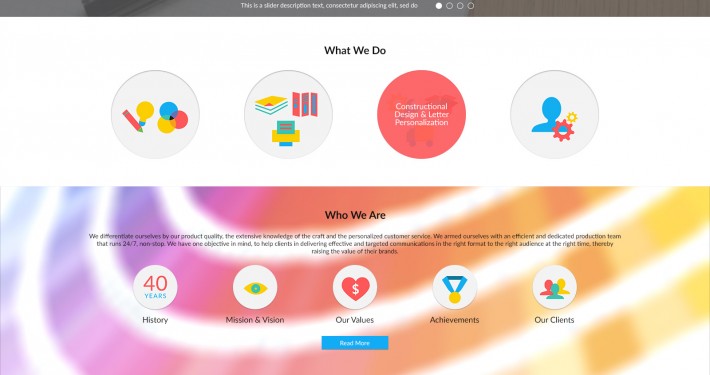 This is a slider description text, consectetur adipiscing elit, sed do
What We Do
Constructional
Design & Letter
Personalization
Who We Are
We differentiate ourselves by our product quality, the extensive knowledge of the craft and the personalized customer service. We armed ourselves with an efficient and dedicated production team
that runs 24/7, non-stop. We have one objective in mind, to help clients in delivering effective and targeted communications in the right format to the right audience at the right time, thereby
raising the value of their brands.
40
YEARS
$
History
Mission & Vision
Our Values
Achievements
Our Clients
Read More